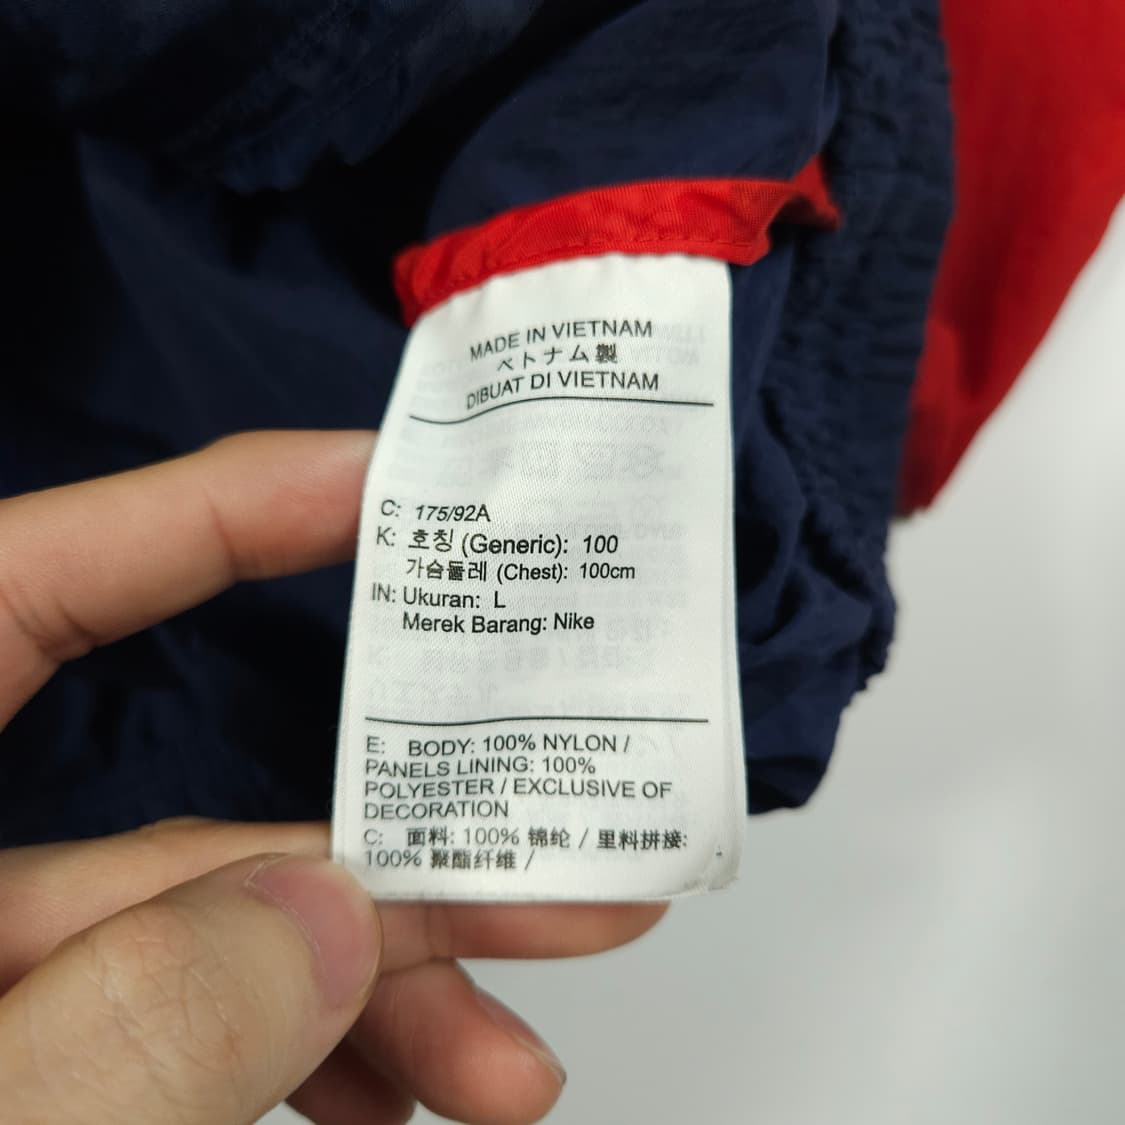 MADE IN VIETNAM
ベトナム製
DIBUAT DI VIETNAM
C: 175/92A
K: 호칭 (Generic): 100
가슴둘레 (Chest): 100cm
IN: Ukuran: L
Merek Barang: Nike
E: BODY: 100% NYLON /
PANELS LINING: 100%
POLYESTER / EXCLUSIVE OF
DECORATION
C: 面料: 100% 锦纶 / 里料拼接:
100% 聚酯纤维 /